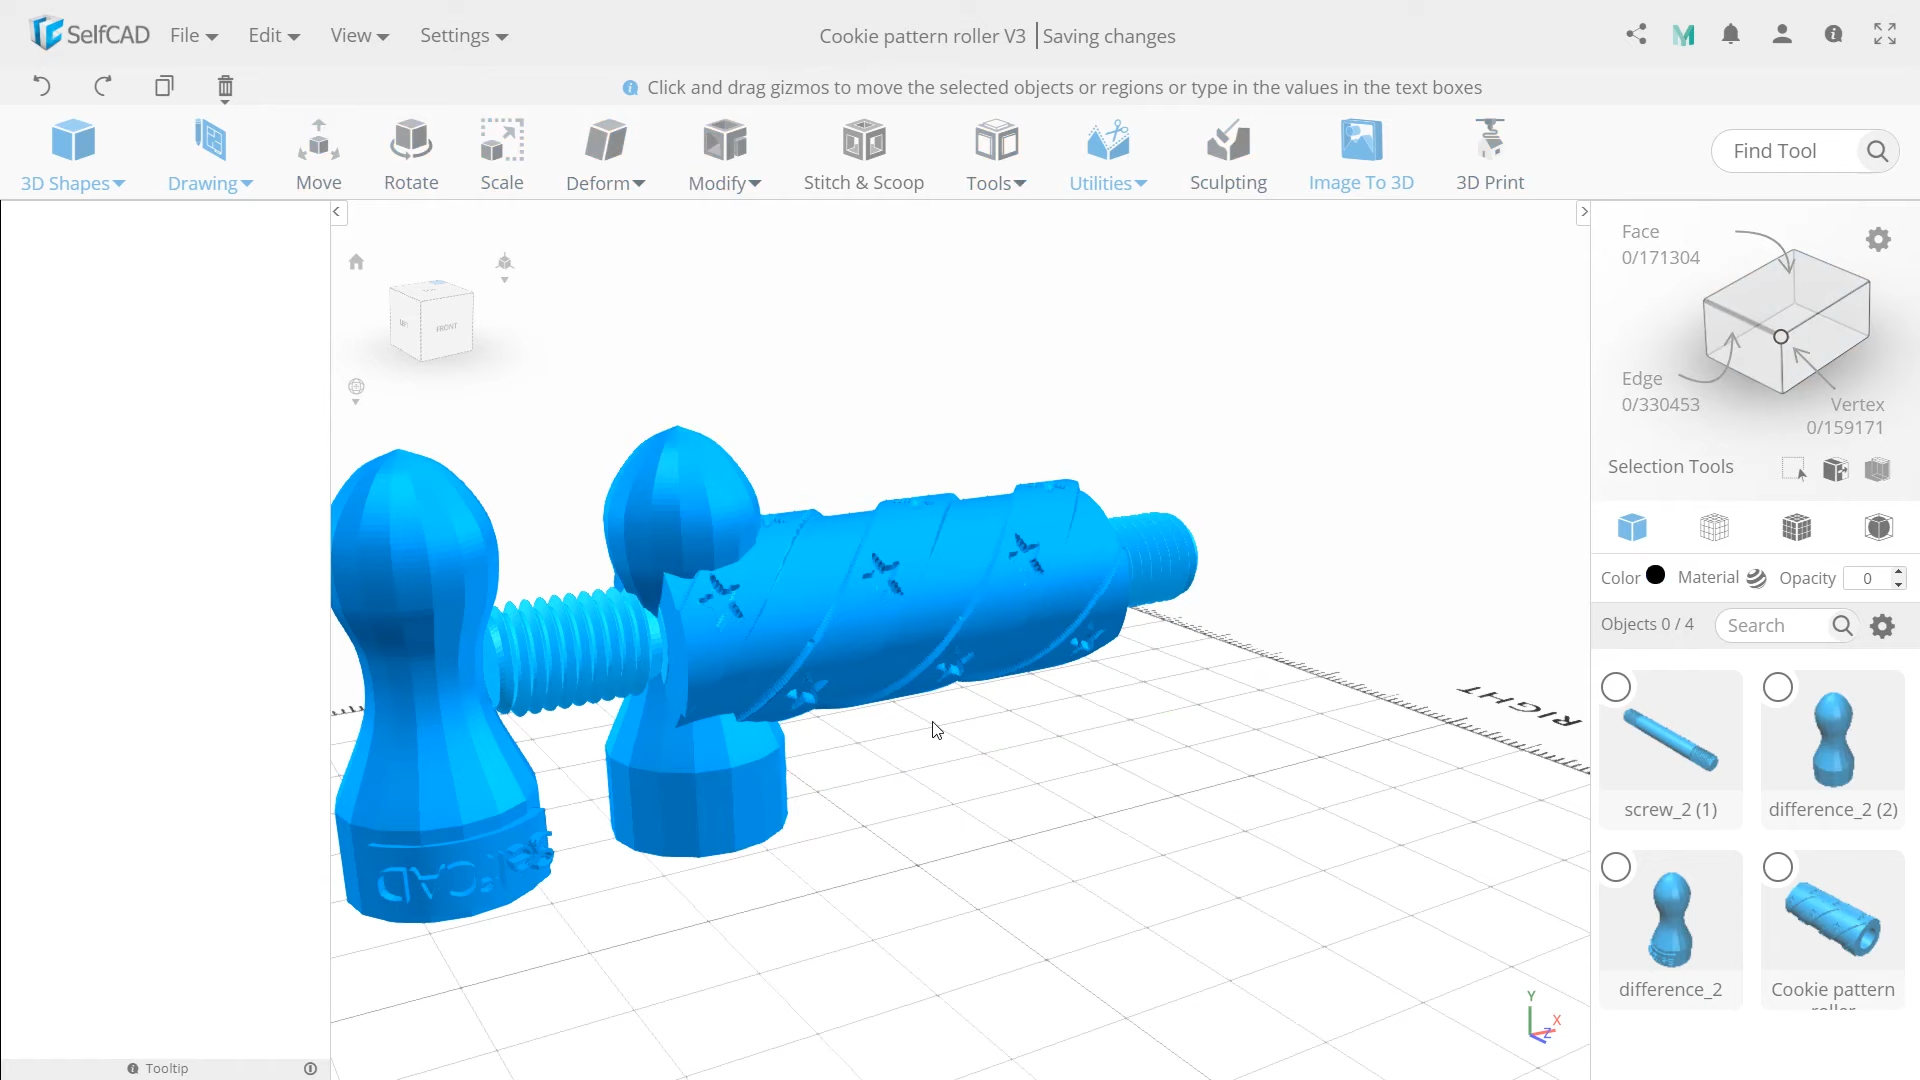 SelfCAD File Edit View Settings Cookie pattern roller V3 Saving changes
Click and drag gizmos to move the selected objects or regions or type in the values in the text boxes
3D Shapes Drawing Move Rotate Scale Deform Modify Stitch & Scoop Tools Utilities Sculpting Image To 3D 3D Print Find Tool
Face
0/171304
FRONT
Edge
0/330453
Vertex
0/159171
Selection Tools
Color Material Opacity 0
Objects 0 / 4 Search
RIGHT
screw_2 (1) difference_2 (2)
difference_2 Cookie pattern
roller
Y
X
Z
Tooltip